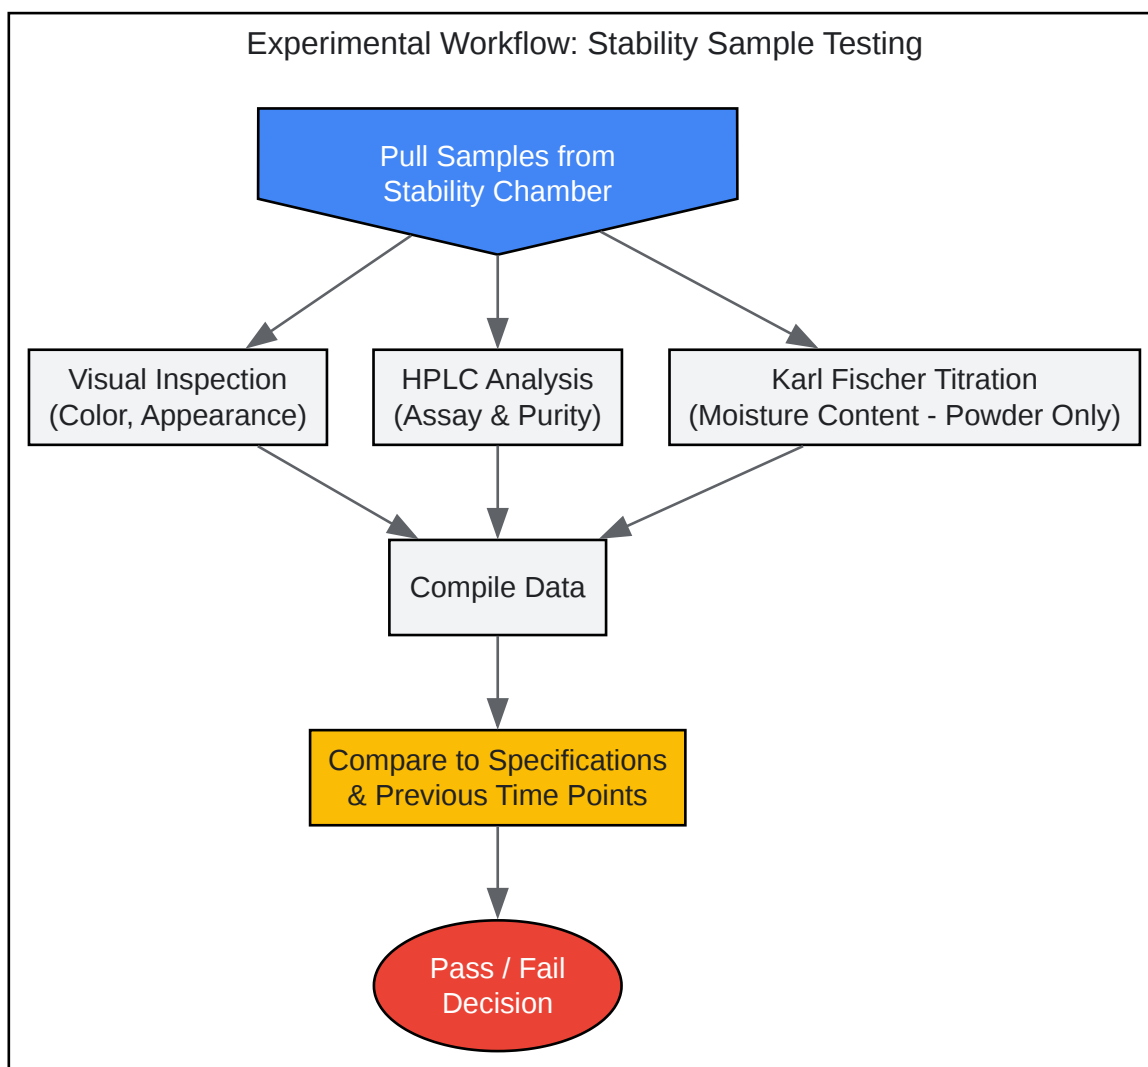 Experimental Workflow: Stability Sample Testing
Pull Samples from
Stability Chamber
Visual Inspection
(Color, Appearance)
HPLC Analysis
(Assay & Purity)
Karl Fischer Titration
(Moisture Content - Powder Only)
Compile Data
Compare to Specifications
& Previous Time Points
Pass / Fail
Decision